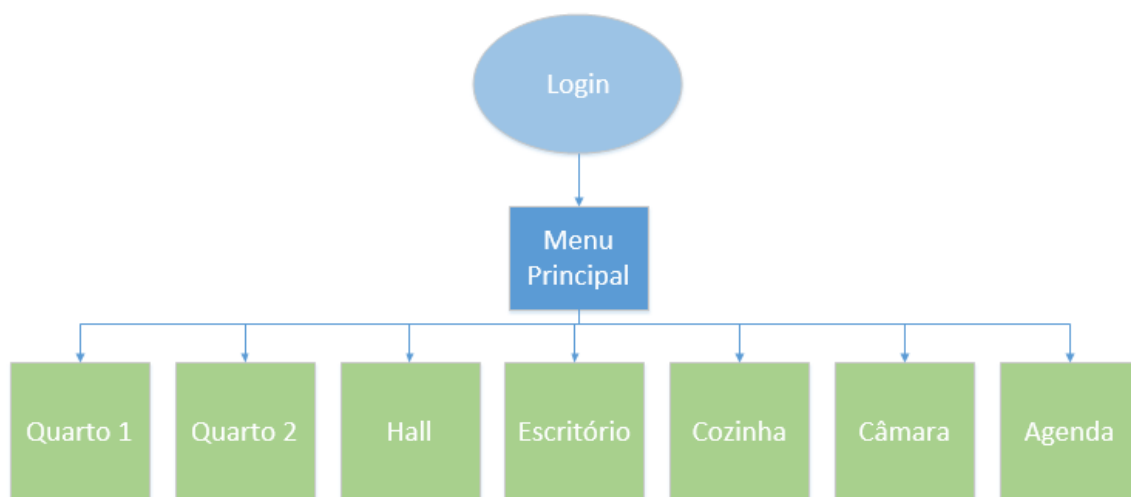 Login
Menu
Principal
Quarto 1
Quarto 2
Hall
Escritório
Cozinha
Câmara
Agenda